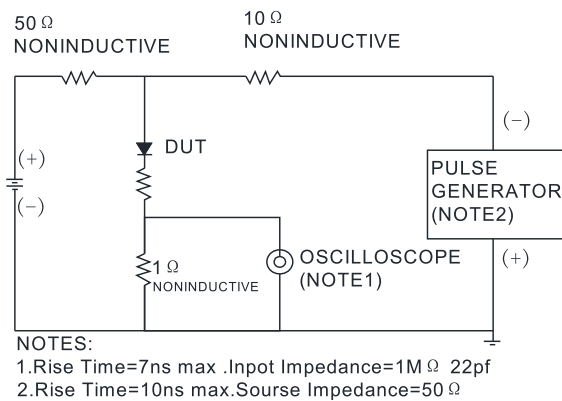 50 Ω
NONINDUCTIVE
10 Ω
NONINDUCTIVE
(+)
(−)
DUT
1 Ω
NONINDUCTIVE
OSCILLOSCOPE
(NOTE1)
(−)
PULSE
GENERATOR
(NOTE2)
(+)
NOTES:
1.Rise Time=7ns max .Inpot Impedance=1M Ω 22pf
2.Rise Time=10ns max.Sourse Impedance=50 Ω